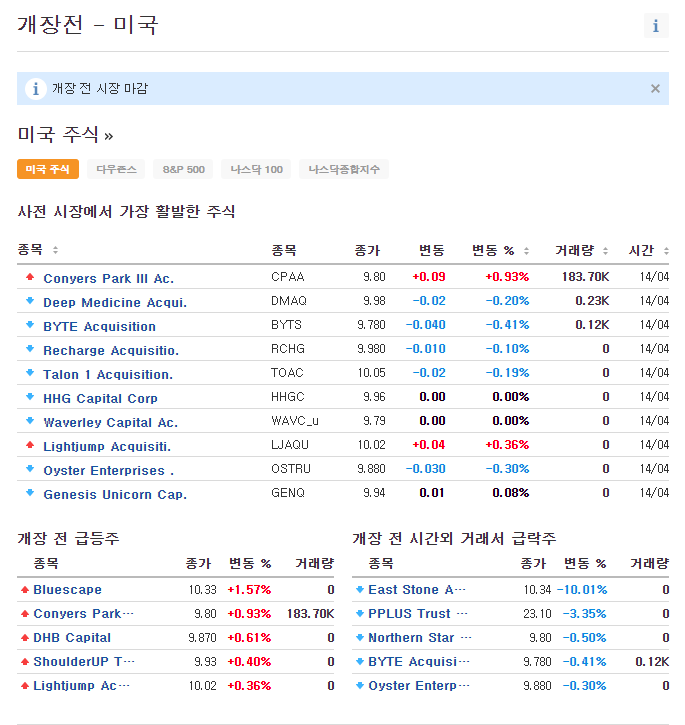 개장전 - 미국
개장 전 시장 마감
미국 주식 »
미국 주식 다우존스 S&P 500 나스닥 100 나스닥종합지수
사전 시장에서 가장 활발한 주식
종목 종목 종가 변동 변동 % 거래량 시간
Conyers Park III Ac. CPAA 9.80 +0.09 +0.93% 183.70K 14/04
Deep Medicine Acqui. DMAQ 9.98 -0.02 -0.20% 0.23K 14/04
BYTE Acquisition BYTS 9.780 -0.040 -0.41% 0.12K 14/04
Recharge Acquisitio. RCHG 9.980 -0.010 -0.10% 0 14/04
Talon 1 Acquisition. TOAC 10.05 -0.02 -0.19% 0 14/04
HHG Capital Corp HHGC 9.96 0.00 0.00% 0 14/04
Waverley Capital Ac. WAVC_u 9.79 0.00 0.00% 0 14/04
Lightjump Acquisiti. LJAQU 10.02 +0.04 +0.36% 0 14/04
Oyster Enterprises . OSTRU 9.880 -0.030 -0.30% 0 14/04
Genesis Unicorn Cap. GENQ 9.94 0.01 0.08% 0 14/04
개장 전 급등주
종목 종가 변동 % 거래량
Bluescape 10.33 +1.57% 0
Conyers Park… 9.80 +0.93% 183.70K
DHB Capital 9.870 +0.61% 0
ShoulderUP T… 9.93 +0.40% 0
Lightjump Ac… 10.02 +0.36% 0
개장 전 시간외 거래서 급락주
종목 종가 변동 % 거래량
East Stone A… 10.34 -10.01% 0
PPLUS Trust … 23.10 -3.35% 0
Northern Star … 9.80 -0.50% 0
BYTE Acquisi… 9.780 -0.41% 0.12K
Oyster Enterp… 9.880 -0.30% 0